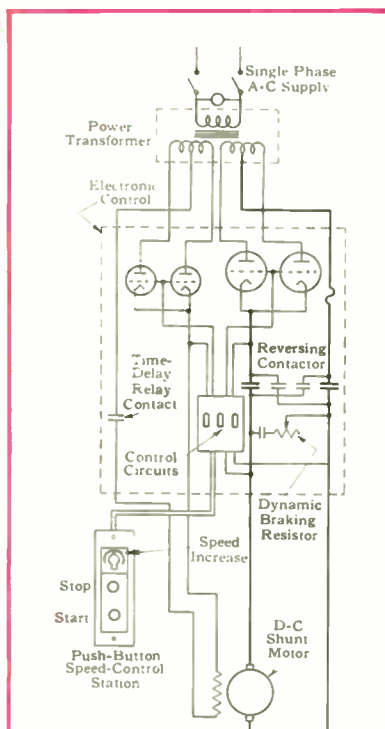 Single Phase
A-C Supply
Power
Transformer
Electronic
Control
Time-
Delay
Relay
Contact
Reversing
Contactor
Control
Circuits
Dynamic
Braking
Resistor
Speed
Increase
Stop
Start
D-C
Shunt
Motor
Push-Button
Speed-Control
Station